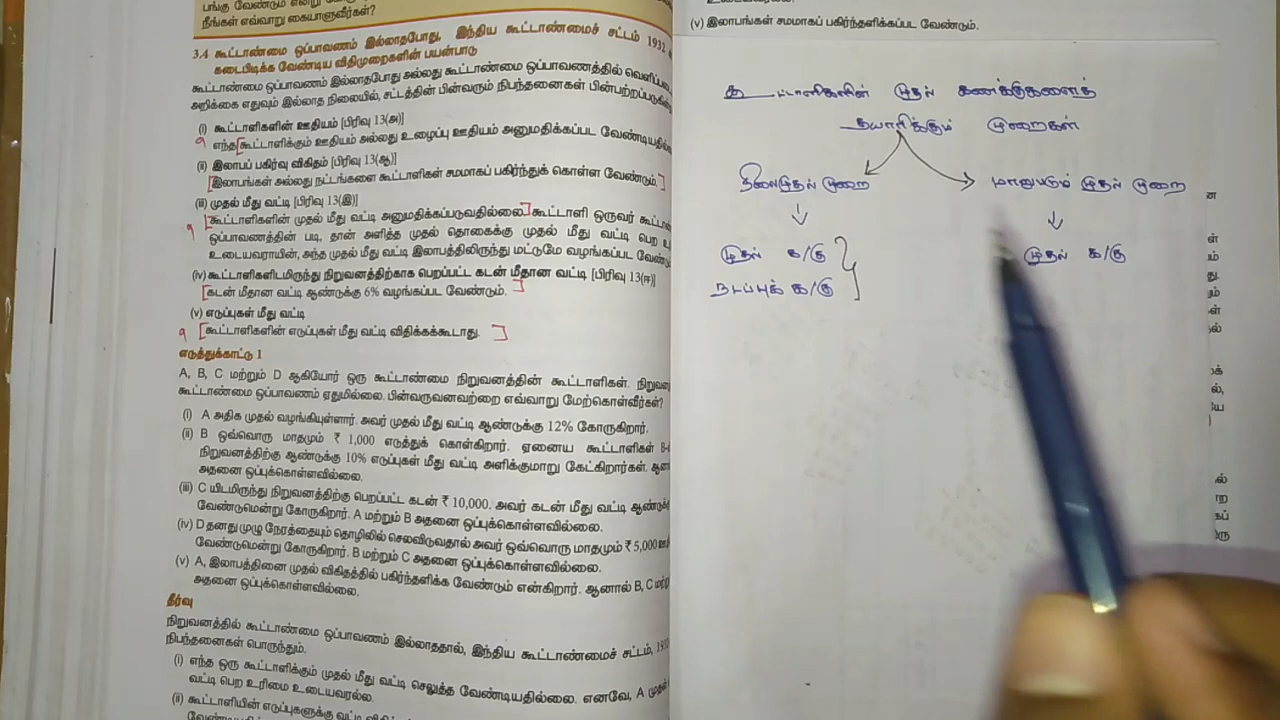 நீங்கள் எவ்வாறு கையாளுவீர்கள்?
3.4 கூட்டாண்மை ஒப்பாவணம் இல்லாதபோது, இந்திய கூட்டாண்மைச் சட்டம் 1932
கடைபிடிக்க வேண்டிய விதிமுறைகளின் பயன்பாடு
கூட்டாண்மை ஒப்பாவணம் இல்லாதபோது அல்லது கூட்டாண்மை ஒப்பாவணத்தில்
அறிக்கை எதுவும் இல்லாத நிலையில், சட்டத்தின் பின்வரும் நிபந்தனைகள்
(i) கூட்டாளிகளின் ஊதியம் [பிரிவு 13(அ)]
எந்த கூட்டாளிக்கும் ஊதியம் அல்லது உழைப்பு ஊதியம் அனுமதிக்கப்பட
(ii) இலாபப் பகிர்வு விகிதம் [பிரிவு 13(ஆ)]
இலாபங்கள் அல்லது நட்டங்களை கூட்டாளிகள் சமமாகப் பகிர்ந்துக் கொள்ள வேண்டும்.
(iii) முதல் மீது வட்டி [பிரிவு 13(இ)]
கூட்டாளிகளின் முதல் மீது வட்டி அனுமதிக்கப்படுவதில்லை. கூட்டாளி ஒருவர்
ஒப்பாவணத்தின் படி, தான் அளித்த முதல் தொகைக்கு முதல் மீது வட்டி பெற
உடையவராயின், அந்த முதல் மீது வட்டி இலாபத்திலிருந்து மட்டுமே வழங்கப்பட
(iv) கூட்டாளிகளிடமிருந்து நிறுவனத்திற்காக பெறப்பட்ட கடன் மீதான வட்டி [பிரிவு 13(ஈ)]
கடன் மீதான வட்டி ஆண்டுக்கு 6% வழங்கப்பட வேண்டும்.
(v) எடுப்புகள் மீது வட்டி
கூட்டாளிகளின் எடுப்புகள் மீது வட்டி விதிக்கக்கூடாது.
எடுத்துக்காட்டு 1
A, B, C மற்றும் D ஆகியோர் ஒரு கூட்டாண்மை நிறுவனத்தின் கூட்டாளிகள்.
கூட்டாண்மை ஒப்பாவணம் ஏதுமில்லை. பின்வருவனவற்றை எவ்வாறு மேற்கொள்வீர்கள்?
(i) A அதிக முதல் வழங்கியுள்ளார். அவர் முதல் மீது வட்டி ஆண்டுக்கு 12% கோருகிறார்.
(ii) B ஒவ்வொரு மாதமும் ₹ 1,000 எடுத்துக் கொள்கிறார். ஏனைய கூட்டாளிகள்
நிறுவனத்திற்கு ஆண்டுக்கு 10% எடுப்புகள் மீது வட்டி அளிக்குமாறு கேட்கிறார்கள்.
அதனை ஒப்புக்கொள்ளவில்லை.
(iii) C யிடமிருந்து நிறுவனத்திற்கு பெறப்பட்ட கடன் ₹ 10,000. அவர் கடன் மீது வட்டி
வேண்டுமென்று கோருகிறார். A மற்றும் B அதனை ஒப்புக்கொள்ளவில்லை.
(iv) D தனது முழு நேரத்தையும் தொழிலில் செலவிடுவதால் அவர் ஒவ்வொரு மாதமும் ₹ 5,000
வேண்டுமென்று கோருகிறார். B மற்றும் C அதனை ஒப்புக்கொள்ளவில்லை.
(v) A, இலாபத்தினை முதல் விகிதத்தில் பகிர்ந்தளிக்க வேண்டும் என்கிறார். ஆனால் B, C
அதனை ஒப்புக்கொள்ளவில்லை.
தீர்வு
நிறுவனத்தில் கூட்டாண்மை ஒப்பாவணம் இல்லாததால், இந்திய கூட்டாண்மைச் சட்டம்,
நிபந்தனைகள் பொருந்தும்.
(i) எந்த ஒரு கூட்டாளிக்கும் முதல் மீது வட்டி செலுத்த வேண்டியதில்லை. எனவே, A
வட்டி பெற உரிமை உடையவரல்ல.
(ii) கூட்டாளியின் எடுப்புகளுக்கு வட்டி
(v) இலாபங்கள் சமமாகப் பகிர்ந்தளிக்கப்பட வேண்டும்.
கூட்டாளிகளின் முதல் கணக்குகளைத்
தயாரிக்கும் முறைகள்
நிலைமுதல் முறை மாறுபடும் முதல் முறை
முதல் க/கு முதல் க/கு
நடப்புக் க/கு